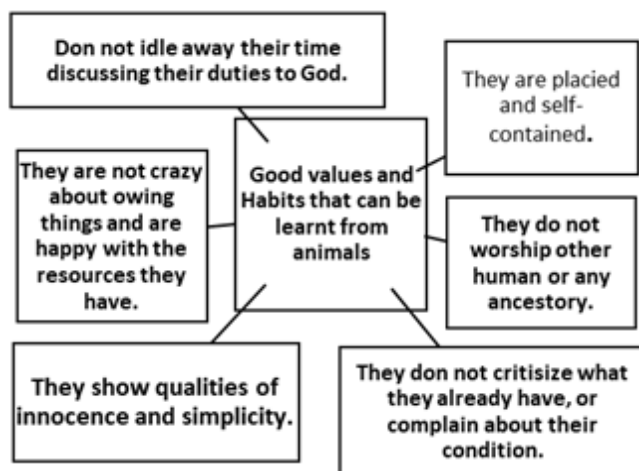 Don not idle away their time
discussing their duties to God.
They are placied
and self-
contained.
Good values and
Habits that can be
learnt from
animals
They are not crazy
about owing
things and are
happy with the
resources they
have.
They do not
worship other
human or any
ancestory.
They show qualities of
innocence and simplicity.
They don not critisize what
they already have, or
complain about their
condition.